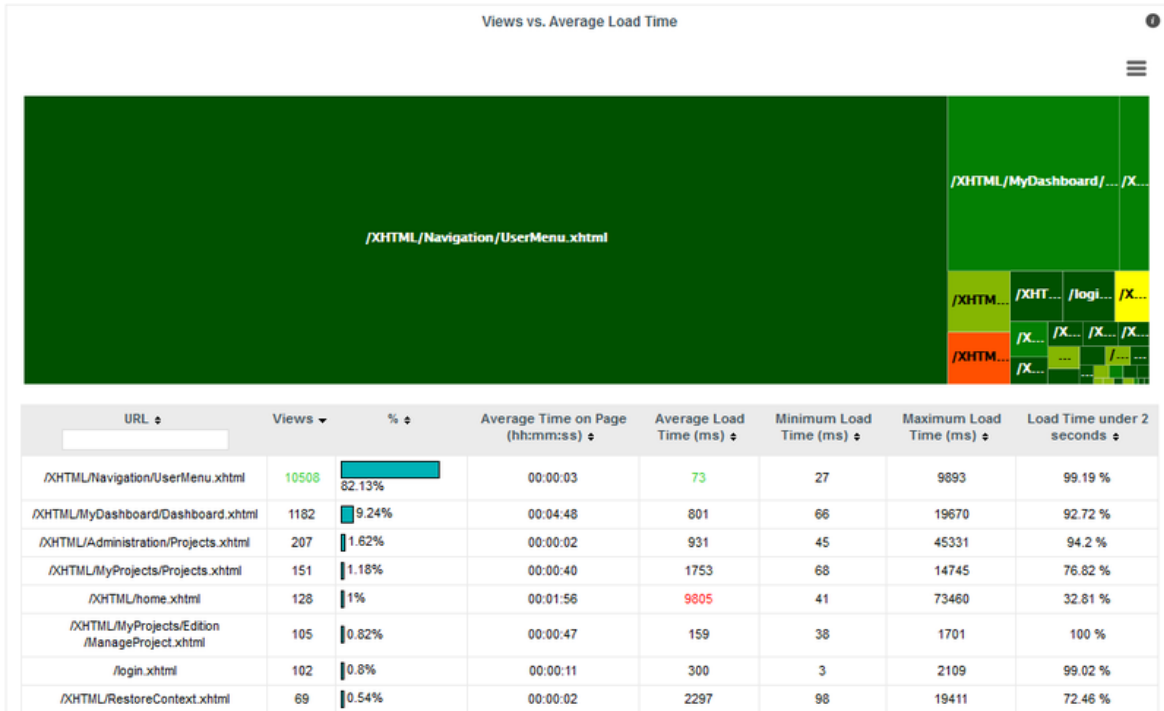 Views vs. Average Load Time
/XHTML/Navigation/UserMenu.xhtml
/XHTML/MyDashboard/...
/X...
/XHTM...
/XHT...
/logi...
/X...
/XHTM...
/X...
/X...
/X...
/X...
/X...
...
/...
...
...
URL Views % Average Time on Page (hh:mm:ss) Average Load Time (ms) Minimum Load Time (ms) Maximum Load Time (ms) Load Time under 2 seconds
/XHTML/Navigation/UserMenu.xhtml 10508 82.13% 00:00:03 73 27 9893 99.19 %
/XHTML/MyDashboard/Dashboard.xhtml 1182 9.24% 00:04:48 801 66 19670 92.72 %
/XHTML/Administration/Projects.xhtml 207 1.62% 00:00:02 931 45 45331 94.2 %
/XHTML/MyProjects/Projects.xhtml 151 1.18% 00:00:40 1753 68 14745 76.82 %
/XHTML/home.xhtml 128 1% 00:01:56 9805 41 73460 32.81 %
/XHTML/MyProjects/Edition /ManageProject.xhtml 105 0.82% 00:00:47 159 38 1701 100 %
/login.xhtml 102 0.8% 00:00:11 300 3 2109 99.02 %
/XHTML/RestoreContext.xhtml 69 0.54% 00:00:02 2297 98 19411 72.46 %